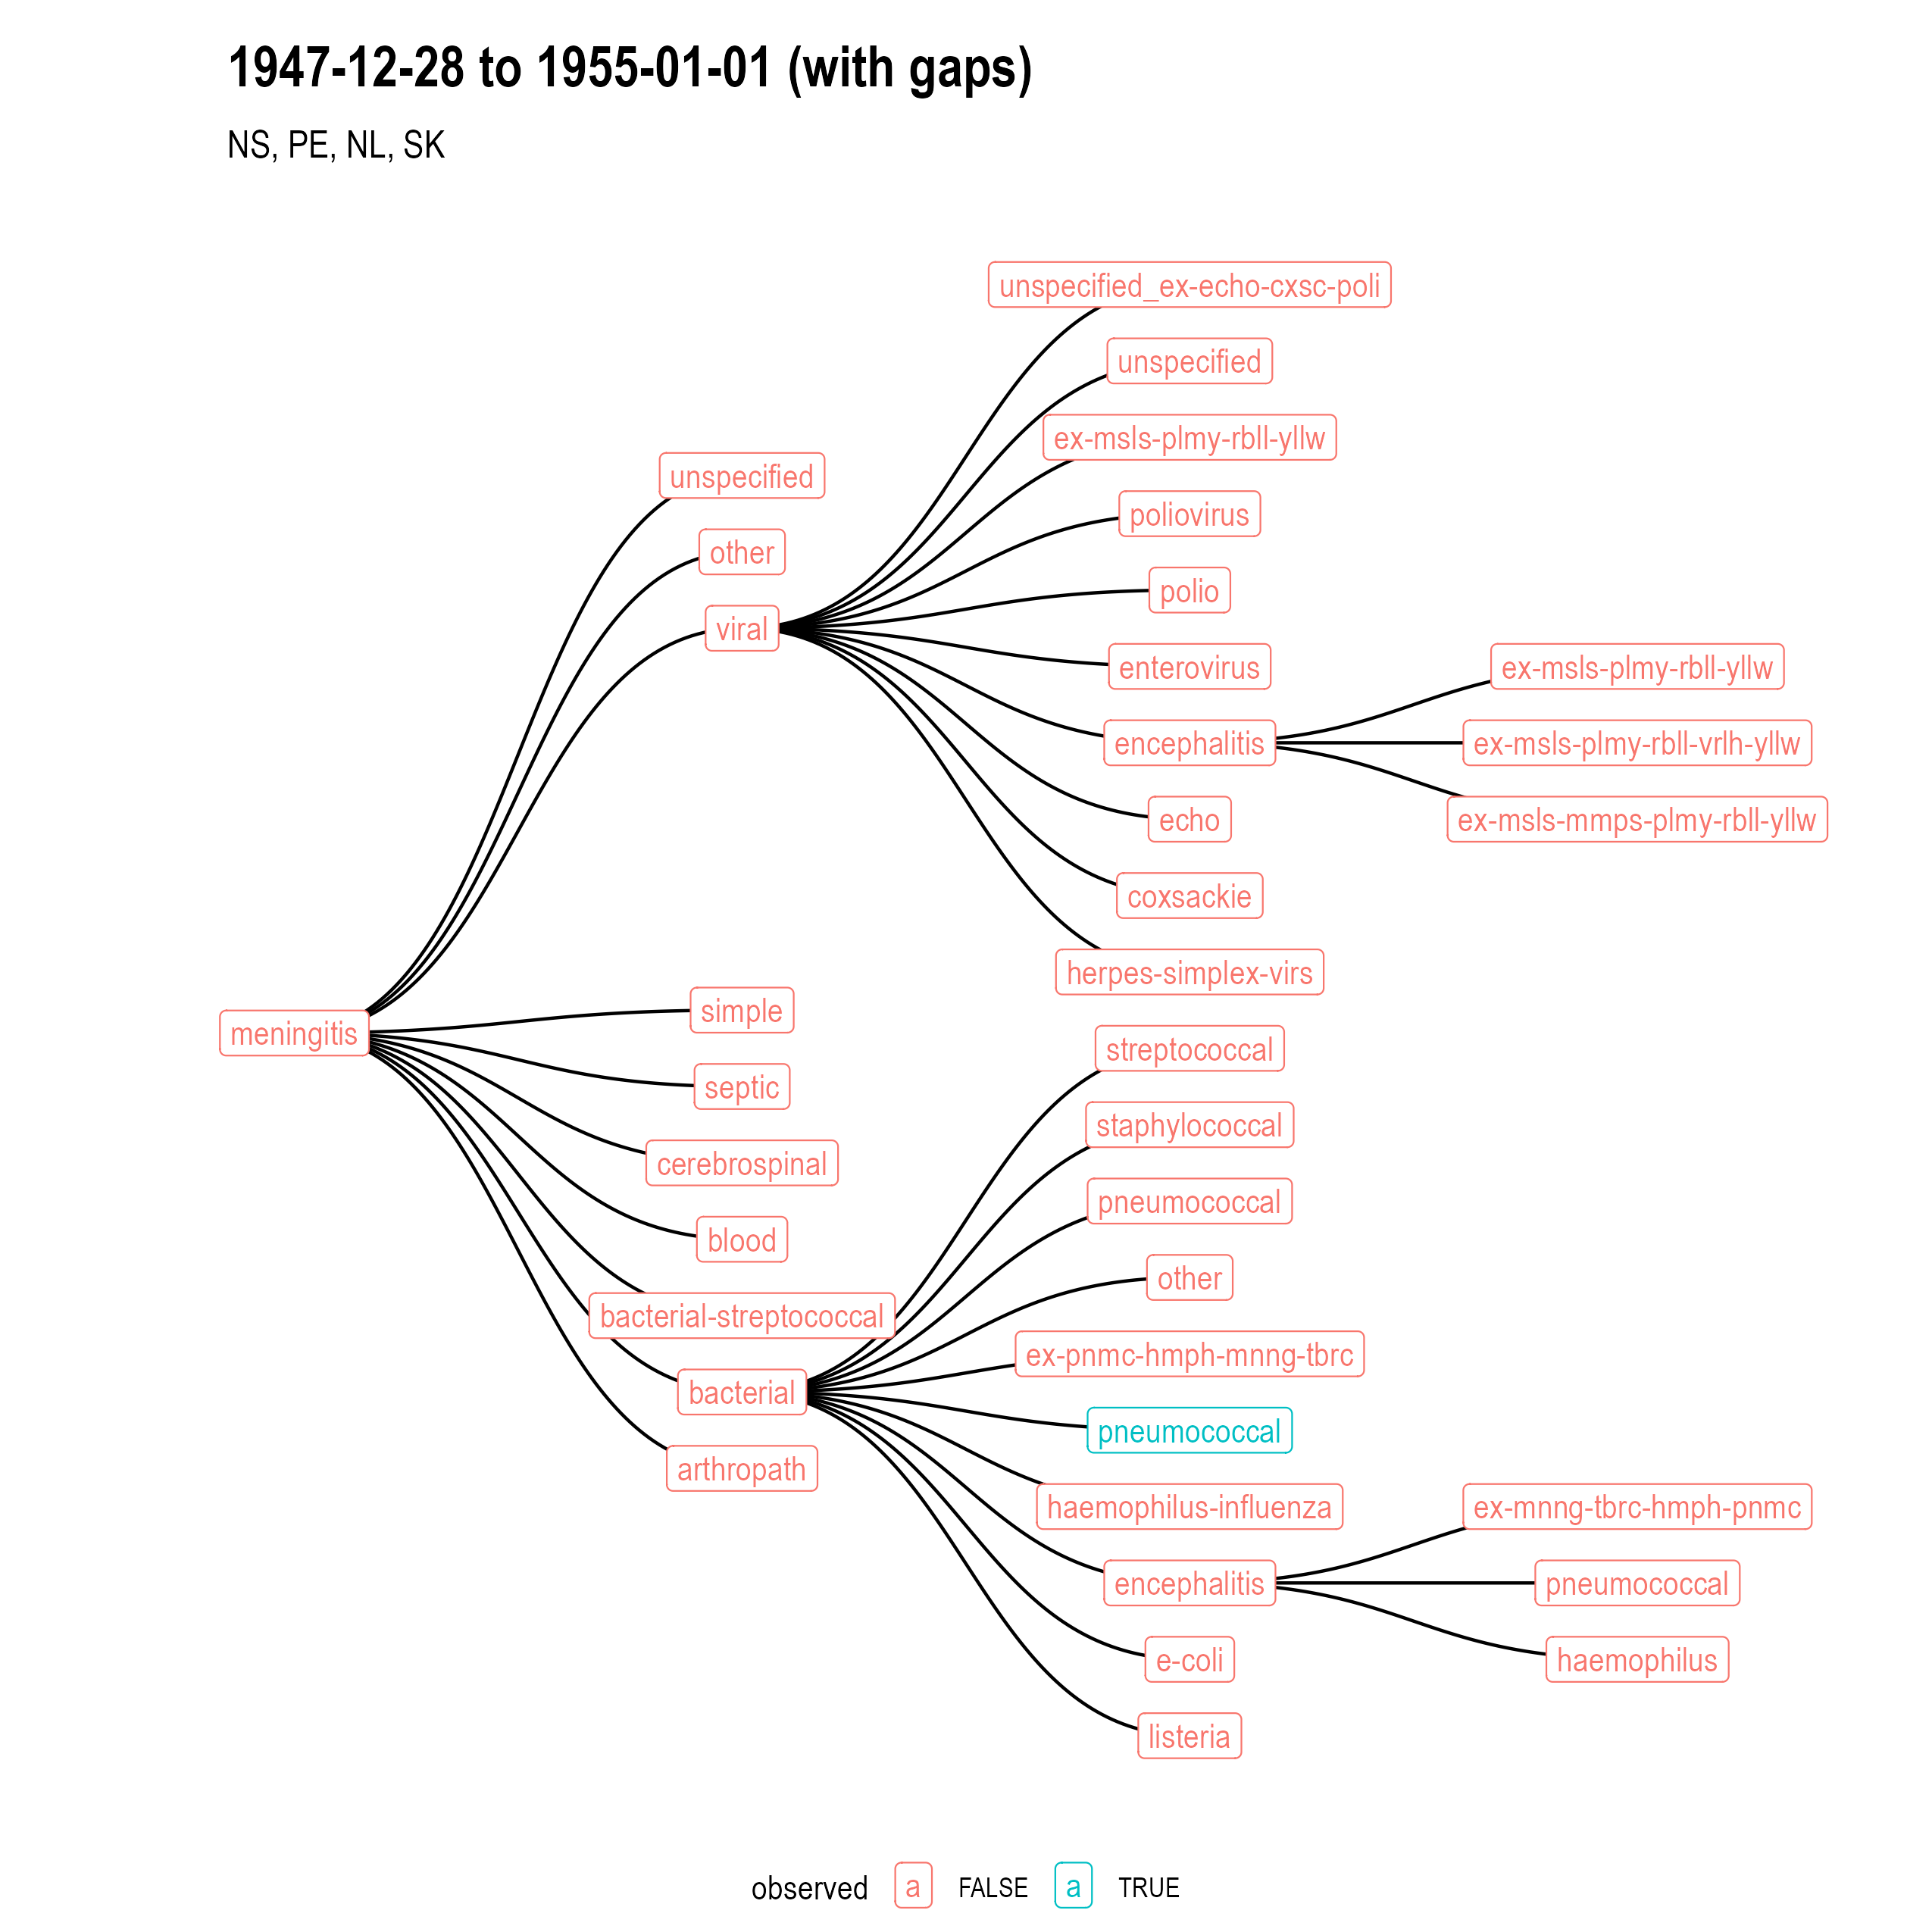 1947-12-28 to 1955-01-01 (with gaps)
NS, PE, NL, SK
unspecified_ex-echo-cxsc-poli
unspecified
ex-msls-plmy-rbll-yllw
unspecified
poliovirus
other
polio
viral
enterovirus
ex-msls-plmy-rbll-yllw
encephalitis
ex-msls-plmy-rbll-vrlh-yllw
echo
ex-msls-mmps-plmy-rbll-yllw
coxsackie
herpes-simplex-virs
simple
meningitis
streptococcal
septic
staphylococcal
cerebrospinal
pneumococcal
blood
other
bacterial-streptococcal
ex-pnmc-hmph-mnng-tbrc
bacterial
pneumococcal
arthropath
haemophilus-influenza
ex-mnng-tbrc-hmph-pnmc
encephalitis
pneumococcal
e-coli
haemophilus
listeria
observed a FALSE a TRUE